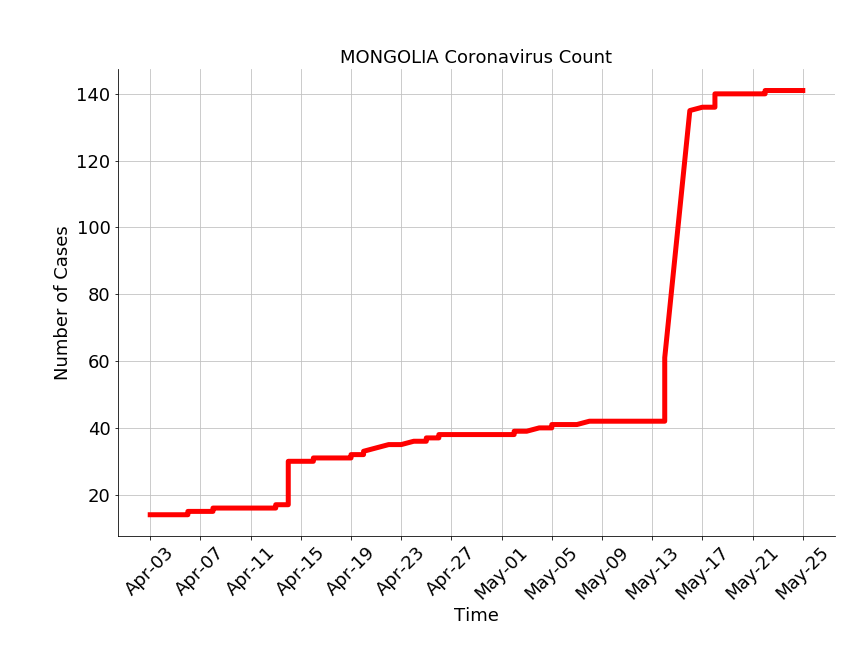 MONGOLIA Coronavirus Count
140
120
100
80
60
40
20
Number of Cases
Apr-03
Apr-07
Apr-11
Apr-15
Apr-19
Apr-23
Apr-27
May-01
May-05
May-09
May-13
May-17
May-21
May-25
Time